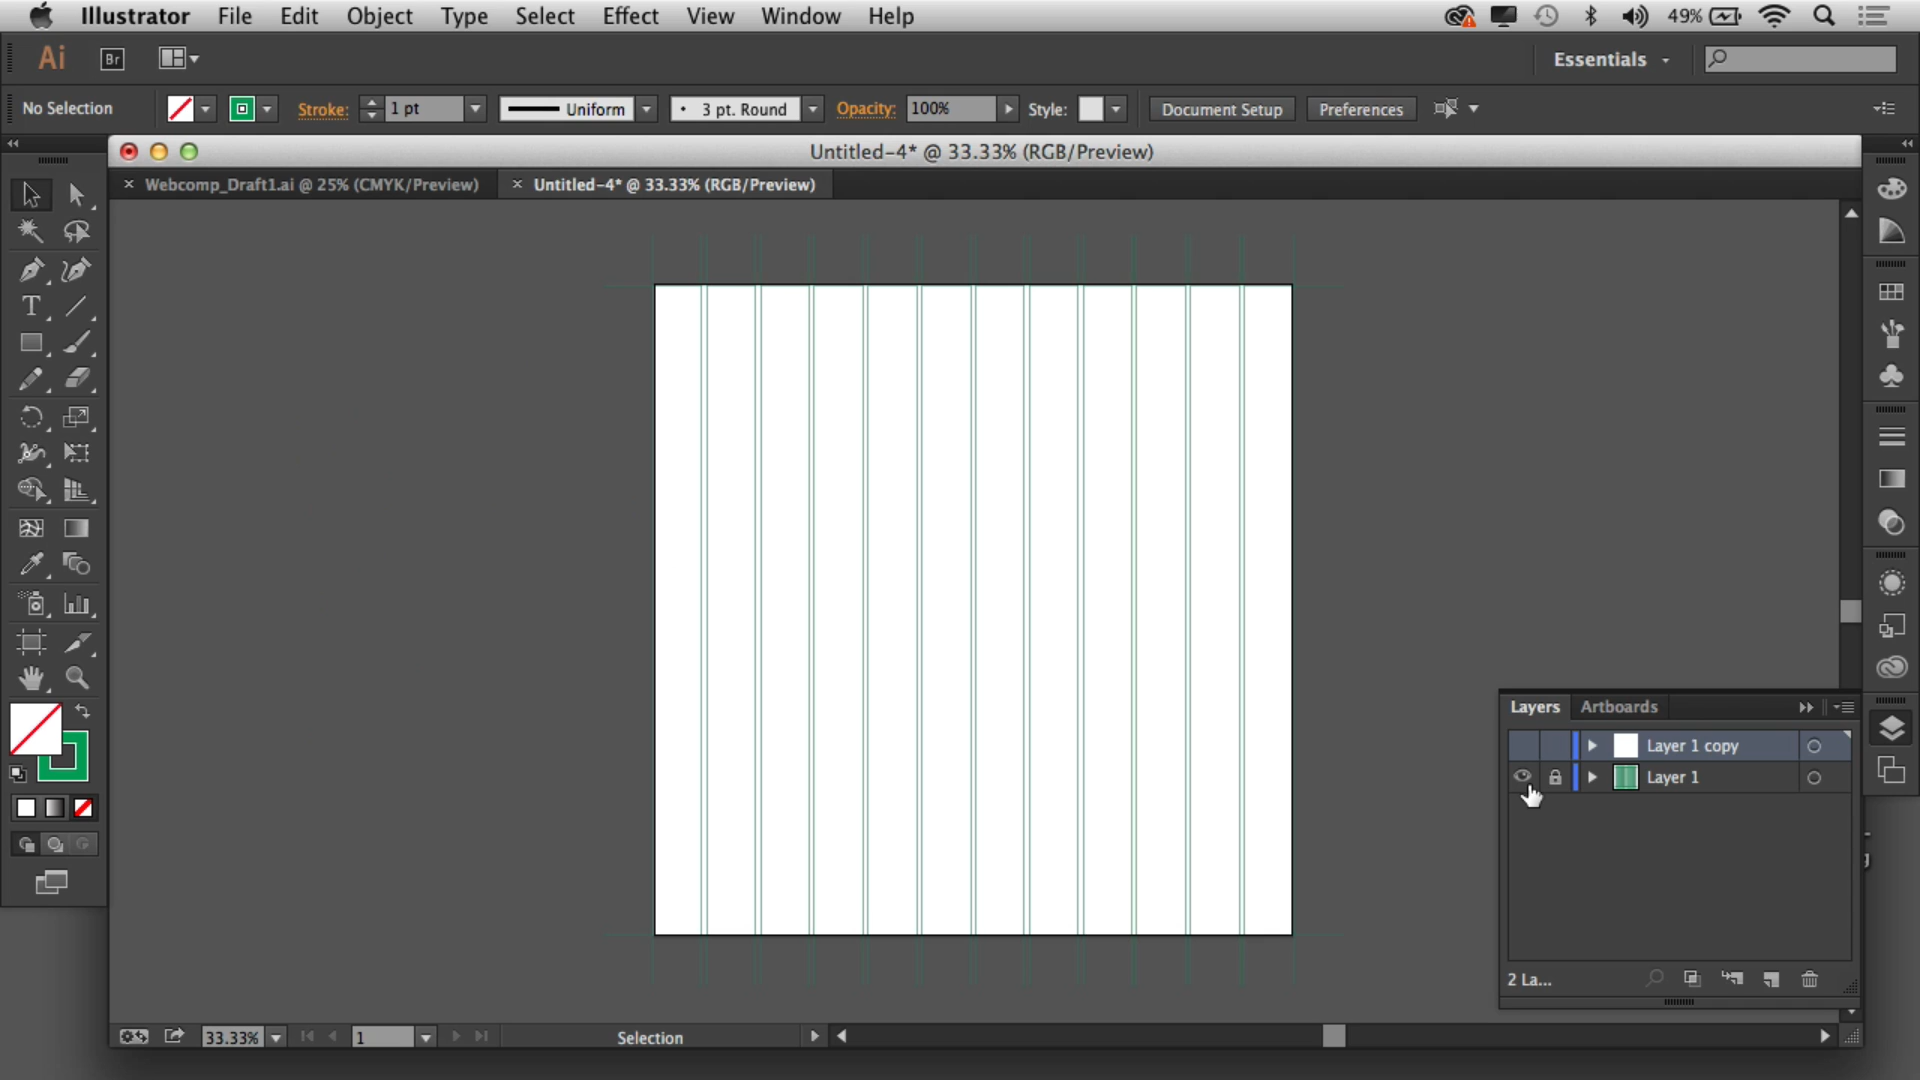 Illustrator File Edit Object Type Select Effect View Window Help 49%
Ai Br Essentials
No Selection Stroke: 1 pt Uniform 3 pt. Round Opacity: 100% Style: Document Setup Preferences
Untitled-4* @ 33.33% (RGB/Preview)
Webcomp_Draft1.ai @ 25% (CMYK/Preview) Untitled-4* @ 33.33% (RGB/Preview)
Layers Artboards
Layer 1 copy
Layer 1
2 La...
33.33% 1 Selection